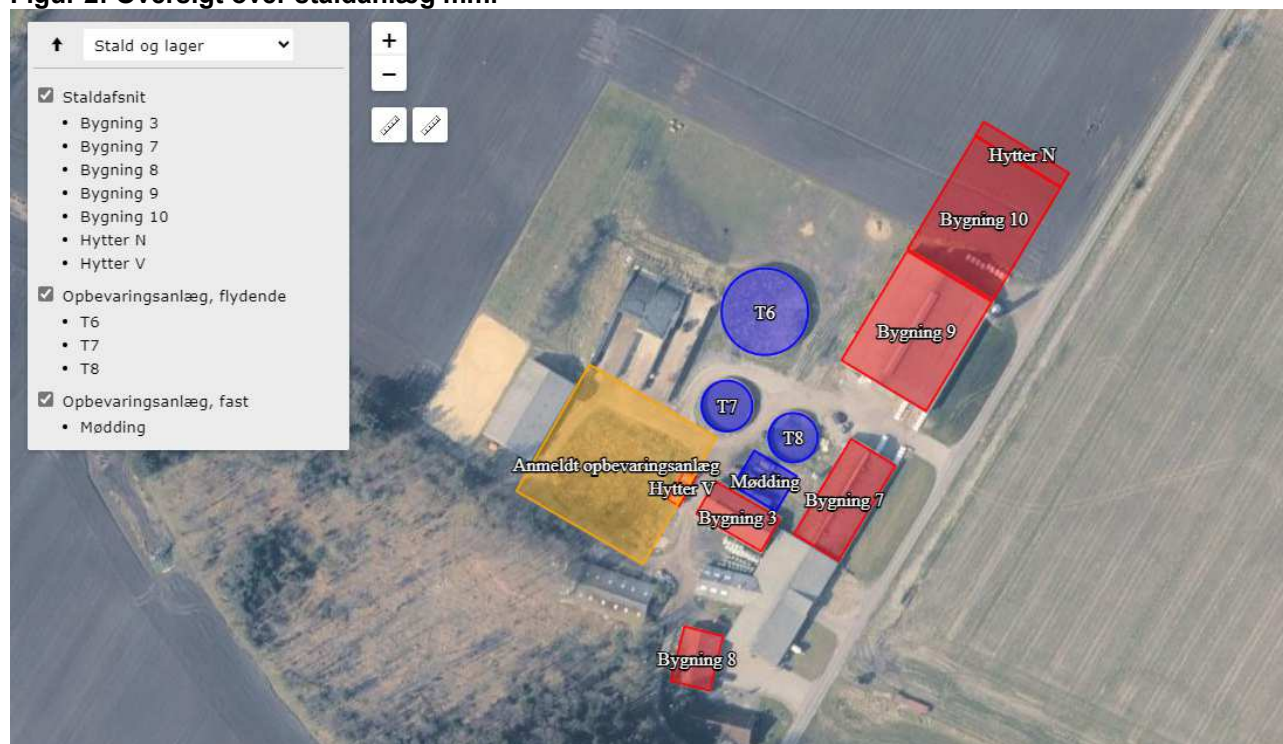 Figur 2. Oversigt over staldanlæg m.m.
Stald og lager
Staldafsnit
• Bygning 3
• Bygning 7
• Bygning 8
• Bygning 9
• Bygning 10
• Hytter N
• Hytter V
Opbevaringsanlæg, flydende
• T6
• T7
• T8
Opbevaringsanlæg, fast
• Mødding
+
−
Hytter N
Bygning 10
T6
Bygning 9
T7
T8
Anmeldt opbevaringsanlæg
Mødding
Hytter V
Bygning 7
Bygning 3
Bygning 8